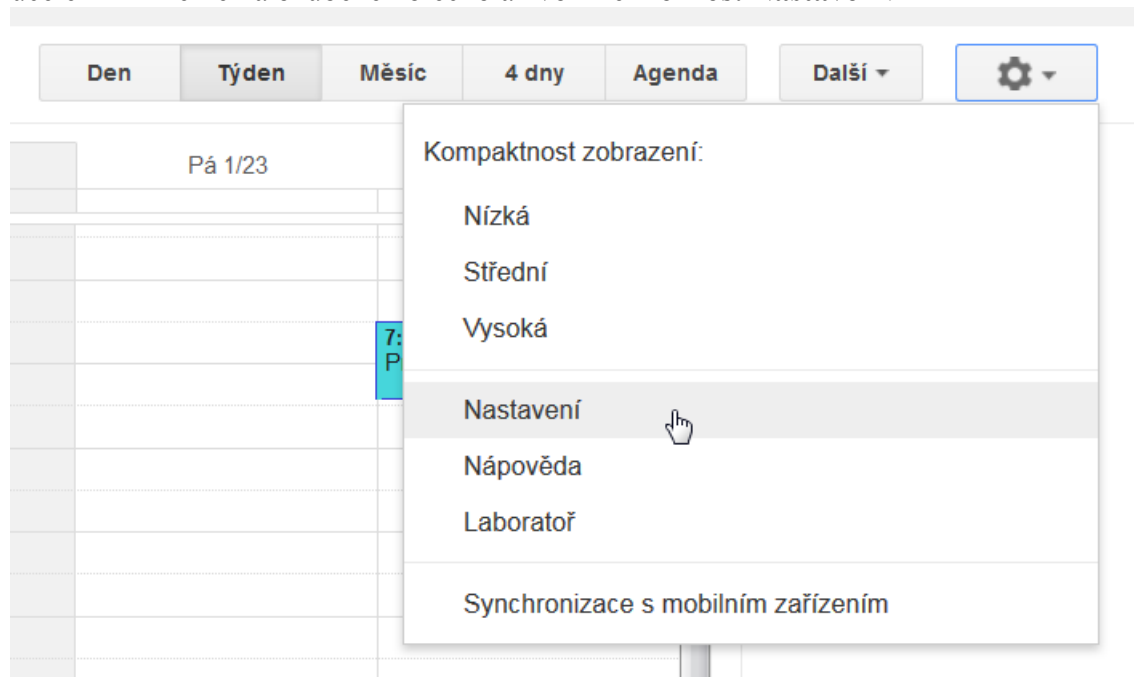 Den Týden Měsíc 4 dny Agenda Další
Pá 1/23
Kompaktnost zobrazení:
Nízká
Střední
Vysoká
7:
P
Nastavení
Nápověda
Laboratoř
Synchronizace s mobilním zařízením